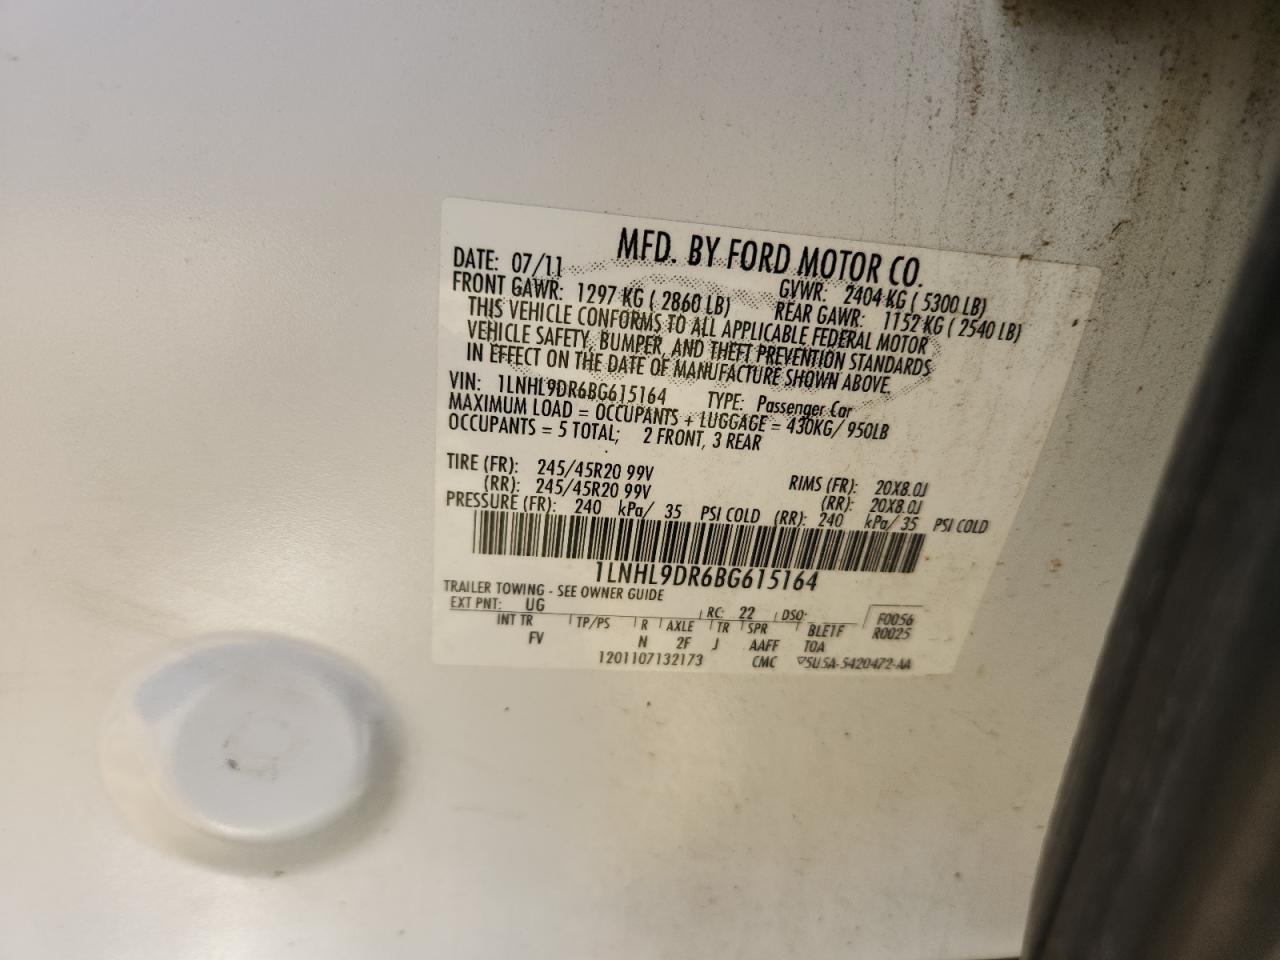 MFD. BY FORD MOTOR CO.
DATE: 07/11 GVWR: 2404 KG ( 5300 LB)
FRONT GAWR: 1297 KG ( 2860 LB) REAR GAWR: 1152 KG ( 2540 LB)
THIS VEHICLE CONFORMS TO ALL APPLICABLE FEDERAL MOTOR
VEHICLE SAFETY, BUMPER, AND THEFT PREVENTION STANDARDS
IN EFFECT ON THE DATE OF MANUFACTURE SHOWN ABOVE.
VIN: 1LNHL9DR6BG615164 TYPE: Passenger Car
MAXIMUM LOAD = OCCUPANTS + LUGGAGE = 430KG/ 950LB
OCCUPANTS = 5 TOTAL; 2 FRONT, 3 REAR
TIRE (FR): 245/45R20 99V RIMS (FR): 20X8.0J
(RR): 245/45R20 99V (RR): 20X8.0J
PRESSURE (FR): 240 kPa/ 35 PSI COLD (RR): 240 kPa/ 35 PSI COLD
1LNHL9DR6BG615164
TRAILER TOWING - SEE OWNER GUIDE
EXT PNT: UG RC: 22 DSO: F0056
INT TR TP/PS R AXLE TR SPR BLE1F R0025
FV N 2F J AAFF TOA
1201107132173 CMC 5U5A-5420472-AA